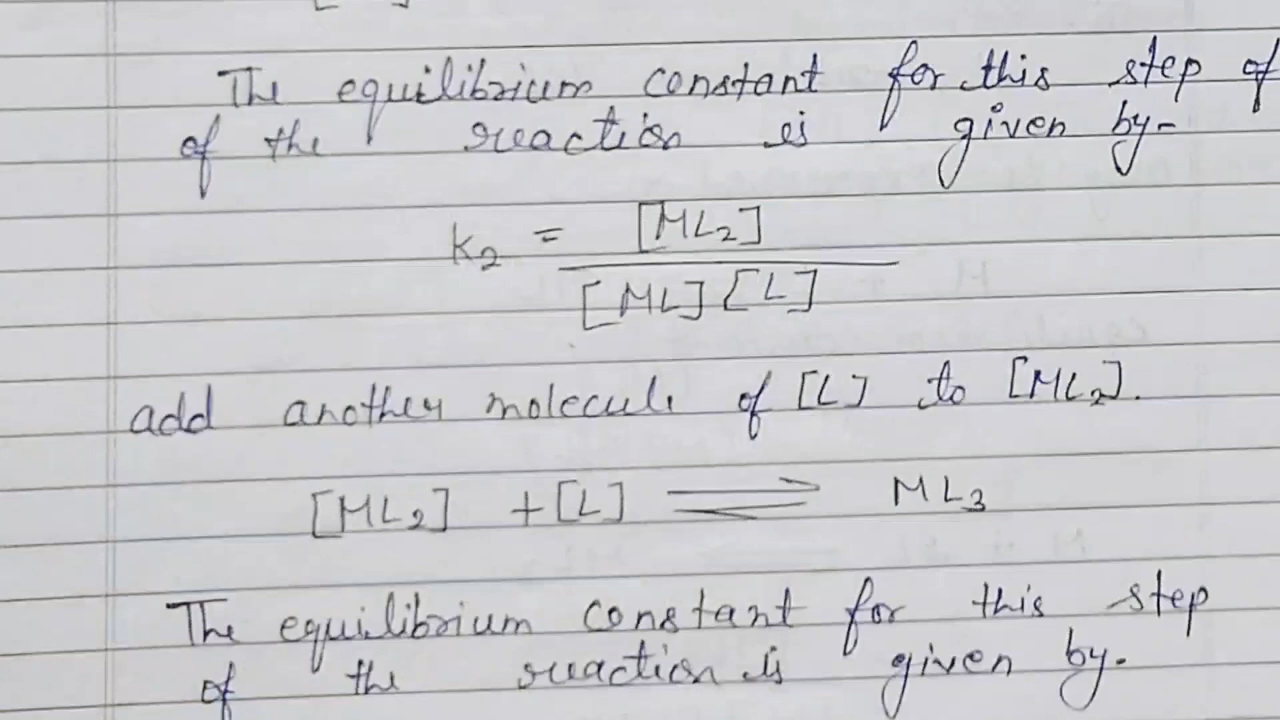 The equilibrium constant for this step of
of the reaction is given by-
K₂ = [ML₂]
[ML][L]
add another molecule of [L] to [ML₂].
[ML₂] + [L] ⇌ ML₃
The equilibrium constant for this step
of the reaction is given by.